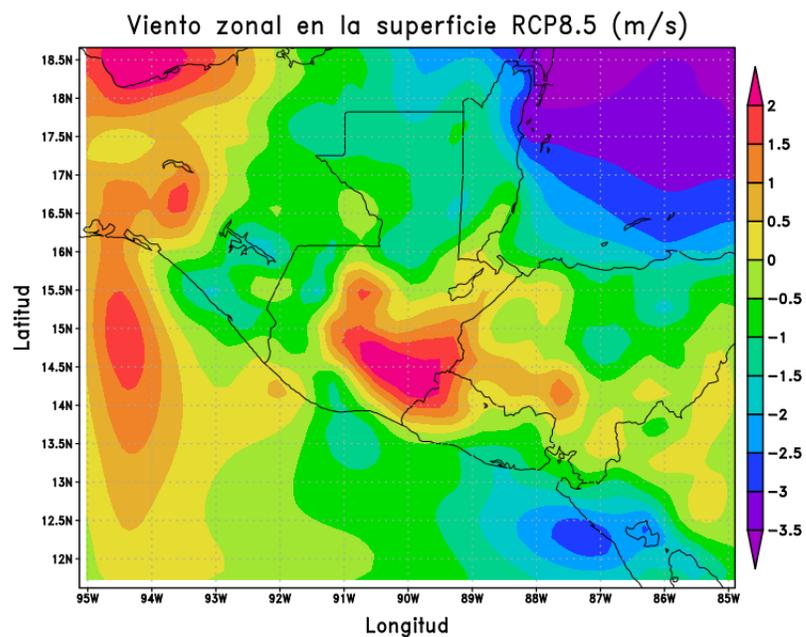 Viento zonal en la superficie RCP8.5 (m/s)
18.5N
18N
17.5N
17N
16.5N
16N
15.5N
15N
14.5N
14N
13.5N
13N
12.5N
12N
Latitud
95W 94W 93W 92W 91W 90W 89W 88W 87W 86W 85W
Longitud
2
1.5
1
0.5
0
−0.5
−1
−1.5
−2
−2.5
−3
−3.5